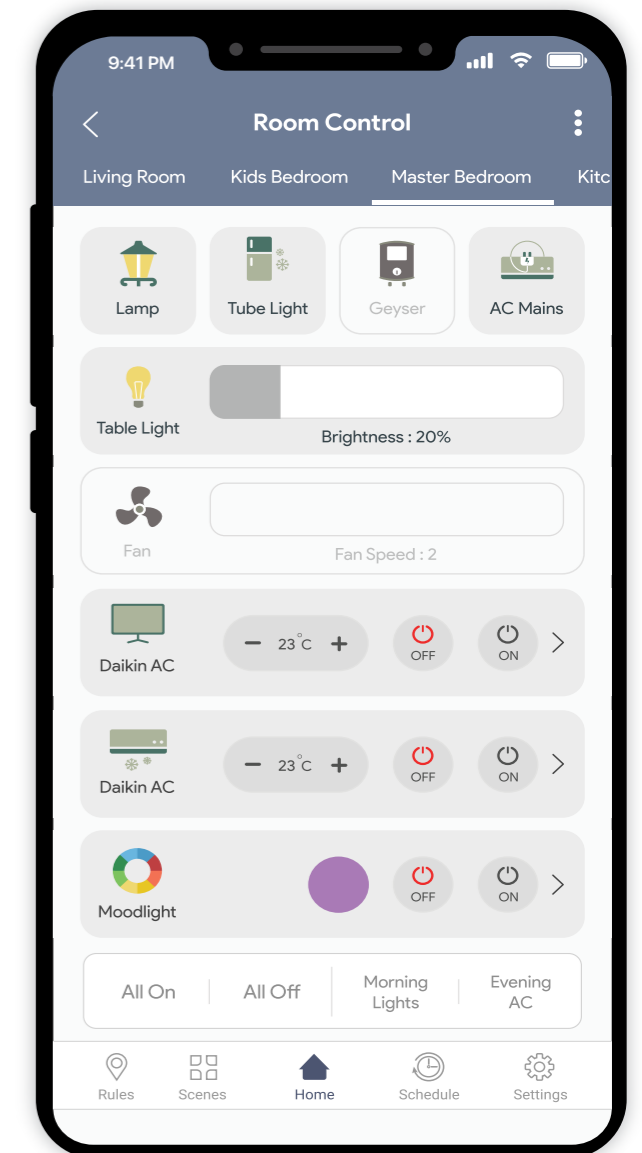 9:41 PM
Room Control
Living Room Kids Bedroom Master Bedroom Kitc
Lamp Tube Light Geyser AC Mains
Table Light
Brightness : 20%
Fan
Fan Speed : 2
Daikin AC
23°C
OFF
ON
Daikin AC
23°C
OFF
ON
Moodlight
OFF
ON
All On All Off Morning Lights Evening AC
Rules Scenes Home Schedule Settings